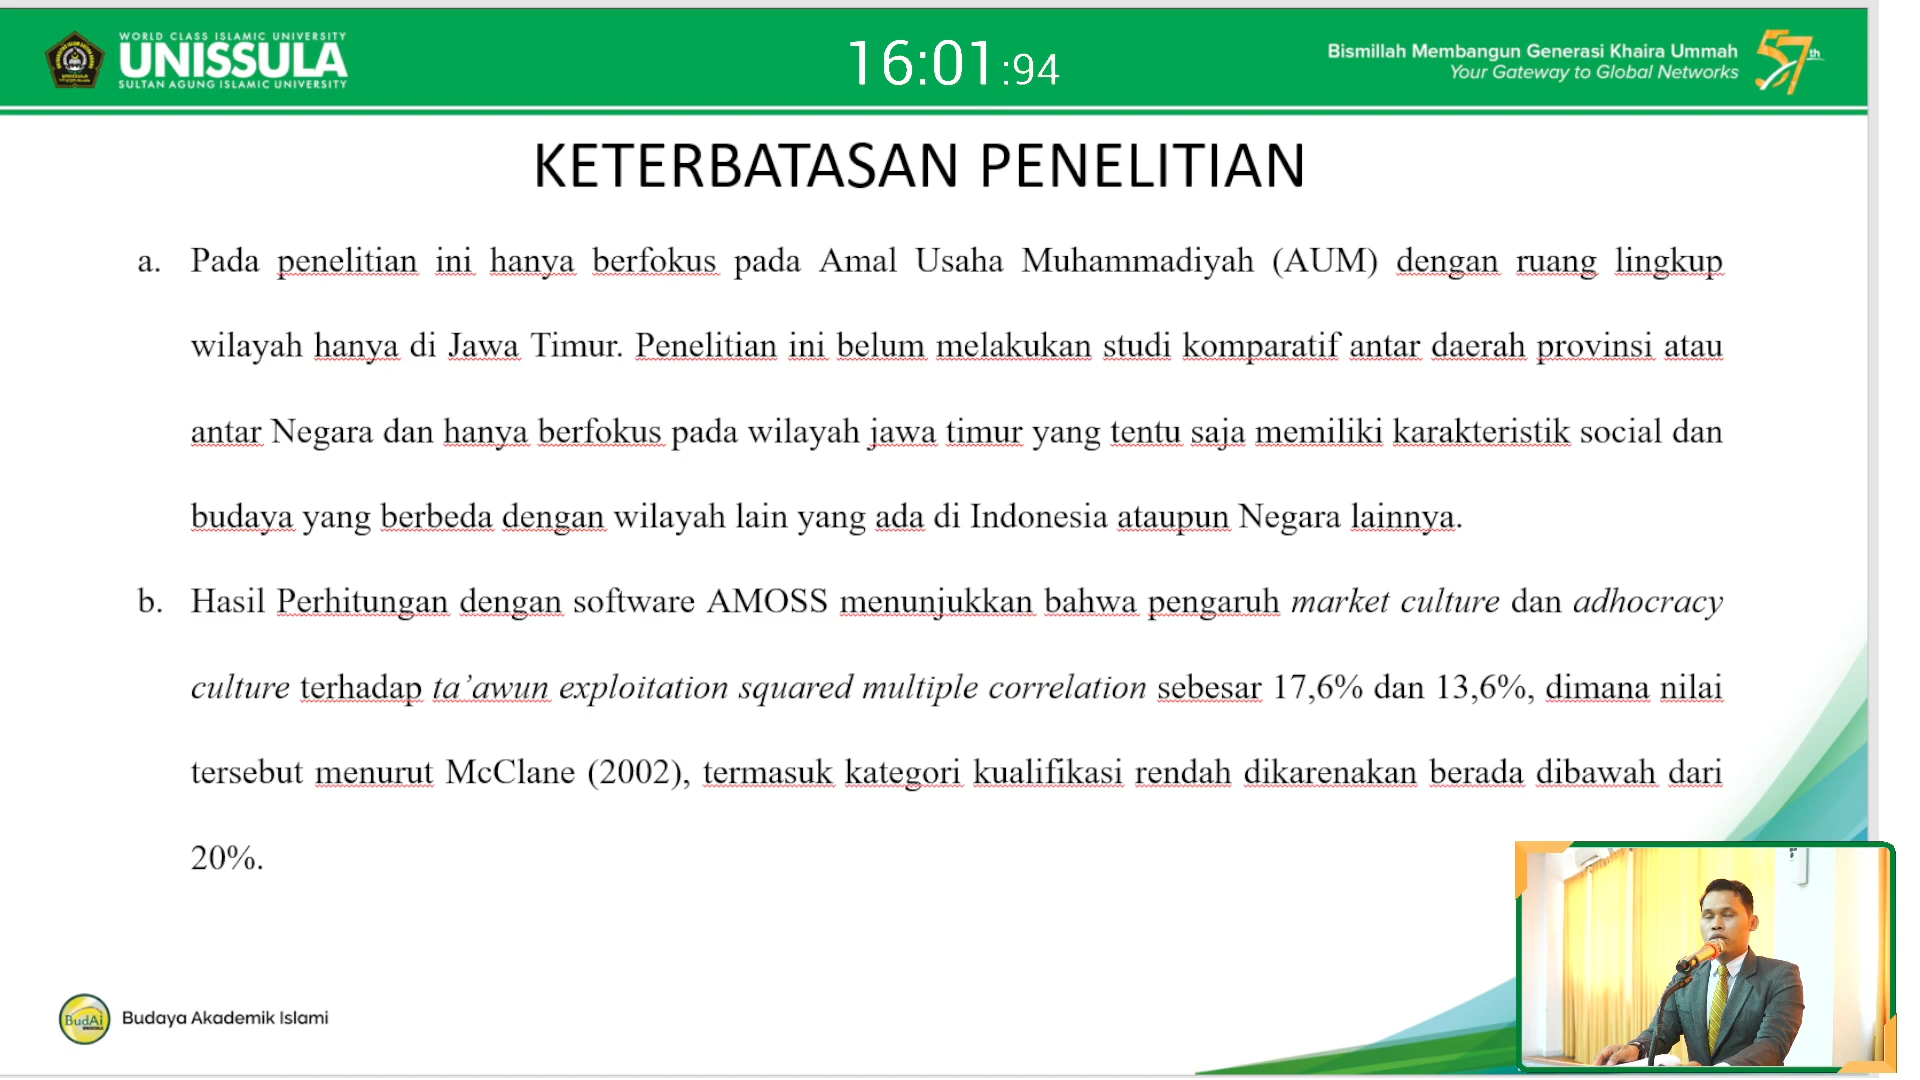 WORLD CLASS ISLAMIC UNIVERSITY
UNISSULA
SULTAN AGUNG ISLAMIC UNIVERSITY
16:01:94
Bismillah Membangun Generasi Khaira Ummah
Your Gateway to Global Networks
57th
KETERBATASAN PENELITIAN
a. Pada penelitian ini hanya berfokus pada Amal Usaha Muhammadiyah (AUM) dengan ruang lingkup
wilayah hanya di Jawa Timur. Penelitian ini belum melakukan studi komparatif antar daerah provinsi atau
antar Negara dan hanya berfokus pada wilayah jawa timur yang tentu saja memiliki karakteristik social dan
budaya yang berbeda dengan wilayah lain yang ada di Indonesia ataupun Negara lainnya.
b. Hasil Perhitungan dengan software AMOSS menunjukkan bahwa pengaruh market culture dan adhocracy
culture terhadap ta’awun exploitation squared multiple correlation sebesar 17,6% dan 13,6%, dimana nilai
tersebut menurut McClane (2002), termasuk kategori kualifikasi rendah dikarenakan berada dibawah dari
20%.
BudAi
Budaya Akademik Islami